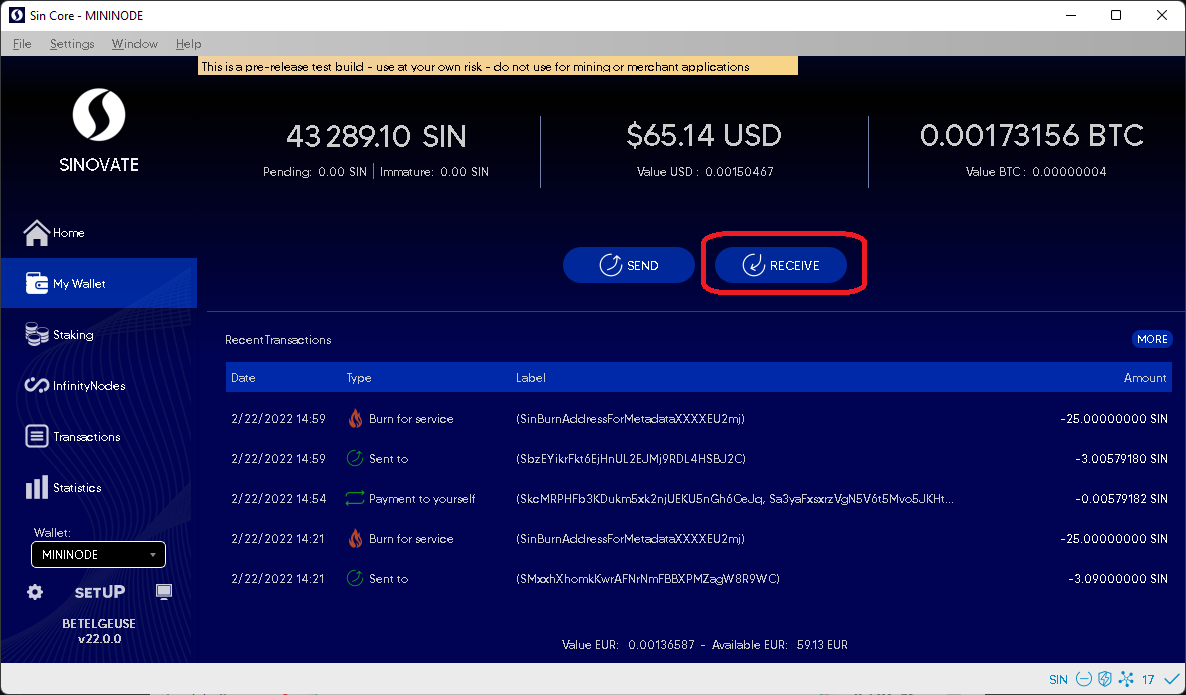 Sin Core - MININODE
File Settings Window Help
This is a pre-release test build - use at your own risk - do not use for mining or merchant applications
SINOVATE
43 289.10 SIN
Pending: 0.00 SIN | Immature: 0.00 SIN
$65.14 USD
Value USD : 0.00150467
0.00173156 BTC
Value BTC : 0.00000004
Home
My Wallet
Staking
InfinityNodes
Transactions
Statistics
Wallet:
MININODE
SETUP
BETELGEUSE
v22.0.0
SEND
RECEIVE
Recent Transactions
MORE
Date Type Label Amount
2/22/2022 14:59 Burn for service (SinBurnAddressForMetadataXXXXEU2mj) -25.00000000 SIN
2/22/2022 14:59 Sent to (SbzEYikrFkt6EjHnUL2EJMj9RDL4HSBJ2C) -3.00579180 SIN
2/22/2022 14:54 Payment to yourself (SkcMRPHFb3KDukm5xk2njUEKU5nGh6CeJq, Sa3yaFxsxrzVgN5V6t5Mvo5JKHt... -0.00579182 SIN
2/22/2022 14:21 Burn for service (SinBurnAddressForMetadataXXXXEU2mj) -25.00000000 SIN
2/22/2022 14:21 Sent to (SMxxhXhomkKwrAFNrNmFBBXPMZagW8R9WC) -3.09000000 SIN
Value EUR: 0.00136587 - Available EUR: 59.13 EUR
SIN 17